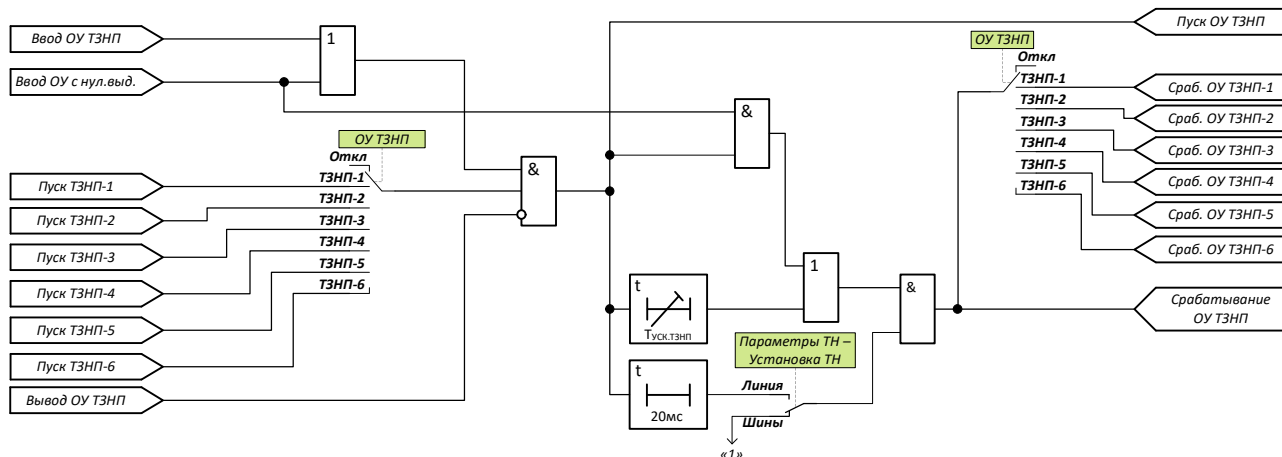 Ввод ОУ ТЗНП
Ввод ОУ с нул.выд.
Пуск ТЗНП-1
Пуск ТЗНП-2
Пуск ТЗНП-3
Пуск ТЗНП-4
Пуск ТЗНП-5
Пуск ТЗНП-6
Вывод ОУ ТЗНП
1
ОУ ТЗНП
Откл
ТЗНП-1
ТЗНП-2
ТЗНП-3
ТЗНП-4
ТЗНП-5
ТЗНП-6
&
&
t
Tуск.тзнп
t
20мс
1
Параметры ТН –
Установка ТН
Линия
Шины
«1»
&
ОУ ТЗНП
Откл
ТЗНП-1
ТЗНП-2
ТЗНП-3
ТЗНП-4
ТЗНП-5
ТЗНП-6
Пуск ОУ ТЗНП
Сраб. ОУ ТЗНП-1
Сраб. ОУ ТЗНП-2
Сраб. ОУ ТЗНП-3
Сраб. ОУ ТЗНП-4
Сраб. ОУ ТЗНП-5
Сраб. ОУ ТЗНП-6
Срабатывание
ОУ ТЗНП